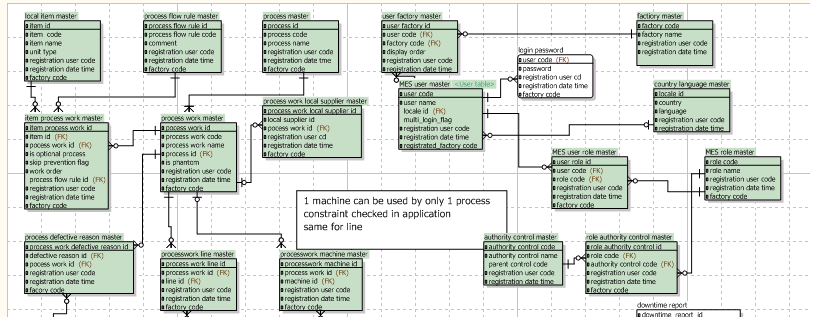 local item master
item id
item code
item name
unit type
registration user code
registration date time
factory code
process flow rule master
process flow rule id
process flow rule code
comment
registration user code
registration date time
factory code
process master
process id
process code
process name
registration user code
registration date time
factory code
user factory master
user factory id
user code (FK)
factory code (FK)
display order
registration user code
registration date time
factory master
factory code
factory name
registration user code
registration date time
login password
user code (FK)
password
registration user cd
registration date time
factory code
MES user master <User table>
user code
user name
locale id (FK)
multi_login_flag
registration user code
registration date time
registrated_factory code
country language master
locale id
country
language
registration user code
registration date time
process work local supplier master
process work local supplier id
local supplier id
pocess work id (FK)
registration user cd
registration date time
factory code
item process work master
item process work id
item id (FK)
pocess work id (FK)
is optional process
skip prevention flag
work order
process flow rule id (FK)
registration user code
registration date time
factory code
process work master
process work id
process work code
process work name
process id (FK)
is phantom
registration user code
registration date time
factory code
MES user role master
user role id
user code (FK)
role code (FK)
registration user code
registration date time
factory code
MES role master
role code
role name
registration user code
registration date time
factory code
1 machine can be used by only 1 process
constraint checked in application
same for line
process defective reason master
process work defective reason id
defective reason id (FK)
pocess work id (FK)
registration user code
registration date time
factory code
processwork line master
process work line id
process work id (FK)
line id (FK)
registration user code
registration date time
factory code
processwork machine master
process work machine id
process work id (FK)
machine id (FK)
registration user code
registration date time
factory code
authority control master
authority control code
authority control name
parent control code
registration user code
registration date time
role authority control master
role authority control id
role code (FK)
authority control code (FK)
registration user code
registration date time
factory code
downtime report
downtime_report_id